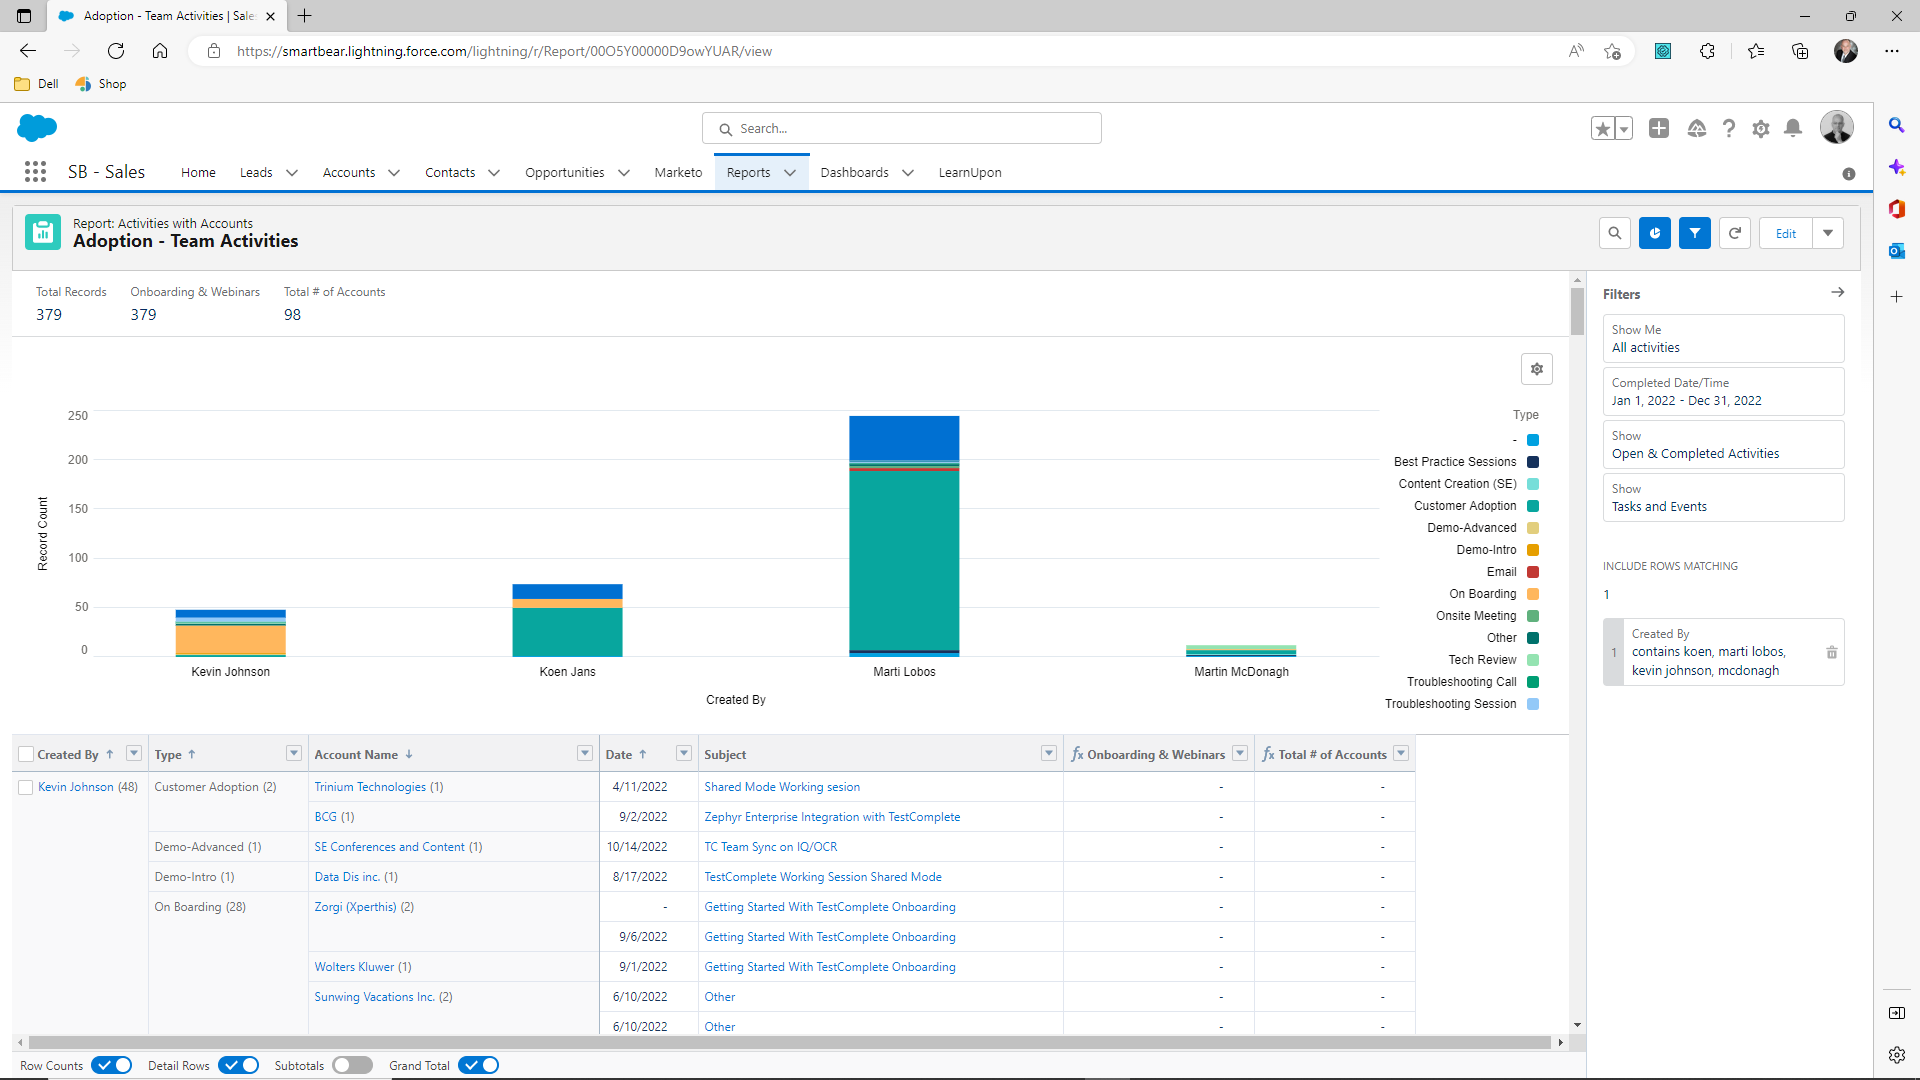 Adoption - Team Activities | Sale
https://smartbear.lightning.force.com/lightning/r/Report/00O5Y00000D9owYUAR/view
Dell
Shop
Search...
SB - Sales
Home
Leads
Accounts
Contacts
Opportunities
Marketo
Reports
Dashboards
LearnUpon
Report: Activities with Accounts
Adoption - Team Activities
Edit
Total Records
Onboarding & Webinars
Total # of Accounts
379
379
98
Filters
Show Me
All activities
Completed Date/Time
Jan 1, 2022 - Dec 31, 2022
Show
Open & Completed Activities
Show
Tasks and Events
INCLUDE ROWS MATCHING
1
1
Created By
contains koen, marti lobos,
kevin johnson, mcdonagh
Record Count
250
200
150
100
50
0
Kevin Johnson
Koen Jans
Marti Lobos
Martin McDonagh
Created By
Type
-
Best Practice Sessions
Content Creation (SE)
Customer Adoption
Demo-Advanced
Demo-Intro
Email
On Boarding
Onsite Meeting
Other
Tech Review
Troubleshooting Call
Troubleshooting Session
Created By ↑ Type ↑ Account Name ↓ Date ↑ Subject fx Onboarding & Webinars fx Total # of Accounts
Kevin Johnson (48) Customer Adoption (2) Trinium Technologies (1) 4/11/2022 Shared Mode Working sesion - -
BCG (1) 9/2/2022 Zephyr Enterprise Integration with TestComplete - -
Demo-Advanced (1) SE Conferences and Content (1) 10/14/2022 TC Team Sync on IQ/OCR - -
Demo-Intro (1) Data Dis inc. (1) 8/17/2022 TestComplete Working Session Shared Mode - -
On Boarding (28) Zorgi (Xperthis) (2) - Getting Started With TestComplete Onboarding - -
9/6/2022 Getting Started With TestComplete Onboarding - -
Wolters Kluwer (1) 9/1/2022 Getting Started With TestComplete Onboarding - -
Sunwing Vacations Inc. (2) 6/10/2022 Other - -
6/10/2022 Other - -
Row Counts
Detail Rows
Subtotals
Grand Total